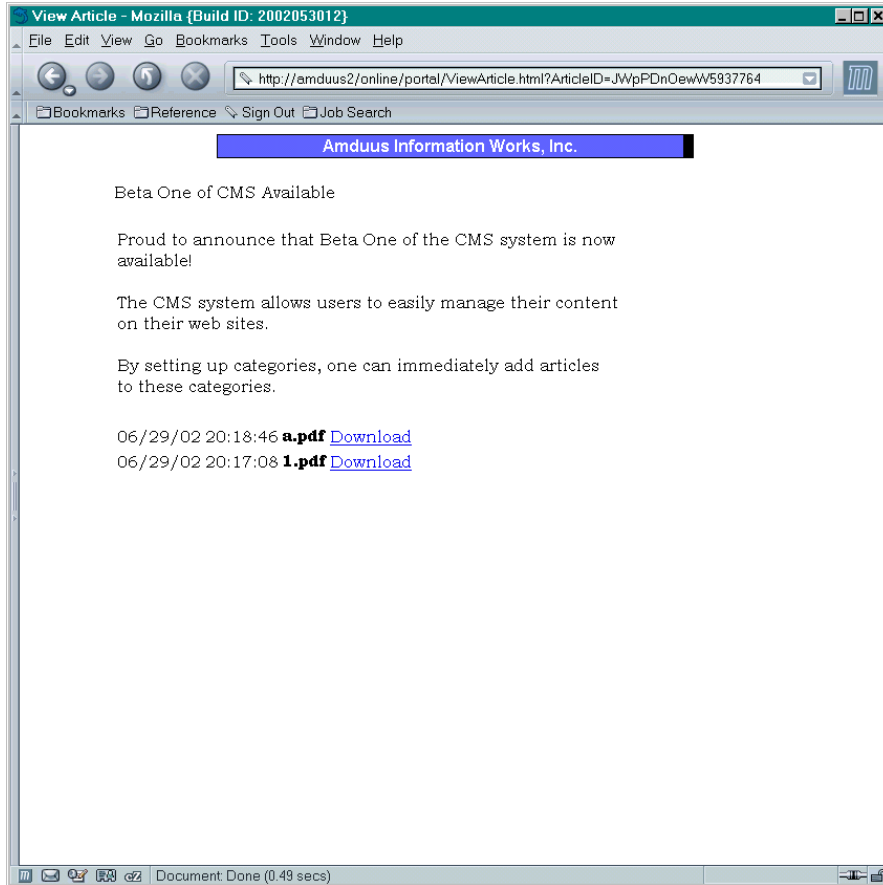 View Article - Mozilla {Build ID: 2002053012}
File Edit View Go Bookmarks Tools Window Help
http://amduus2/online/portal/ViewArticle.html?ArticleID=JWpPDnOewW5937764
Bookmarks Reference Sign Out Job Search
Amduus Information Works, Inc.
Beta One of CMS Available
Proud to announce that Beta One of the CMS system is now
available!
The CMS system allows users to easily manage their content
on their web sites.
By setting up categories, one can immediately add articles
to these categories.
06/29/02 20:18:46 a.pdf Download
06/29/02 20:17:08 1.pdf Download
Document: Done (0.49 secs)